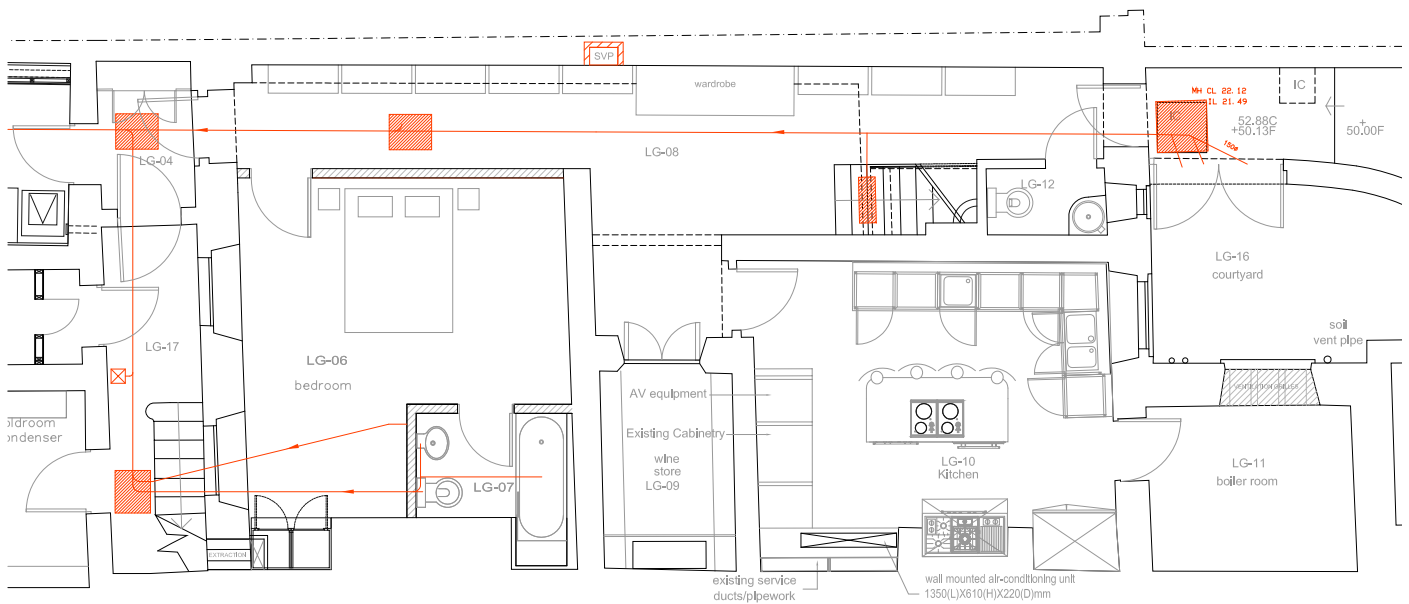 SVP
wardrobe
MH CL 22.12
IL 21.49
IC
IC
52.88C
+50.13F
+
50.00F
150ø
LG-04
LG-08
LG-12
LG-16
courtyard
soil
vent pipe
LG-17
LG-06
bedroom
AV equipment
Existing Cabinetry
wine
store
LG-09
VENTILATION GRILLES
oldroom
ondenser
LG-07
LG-10
Kitchen
LG-11
boiler room
EXTRACTION
existing service
ducts/pipework
wall mounted air-conditioning unit
1350(L)X610(H)X220(D)mm